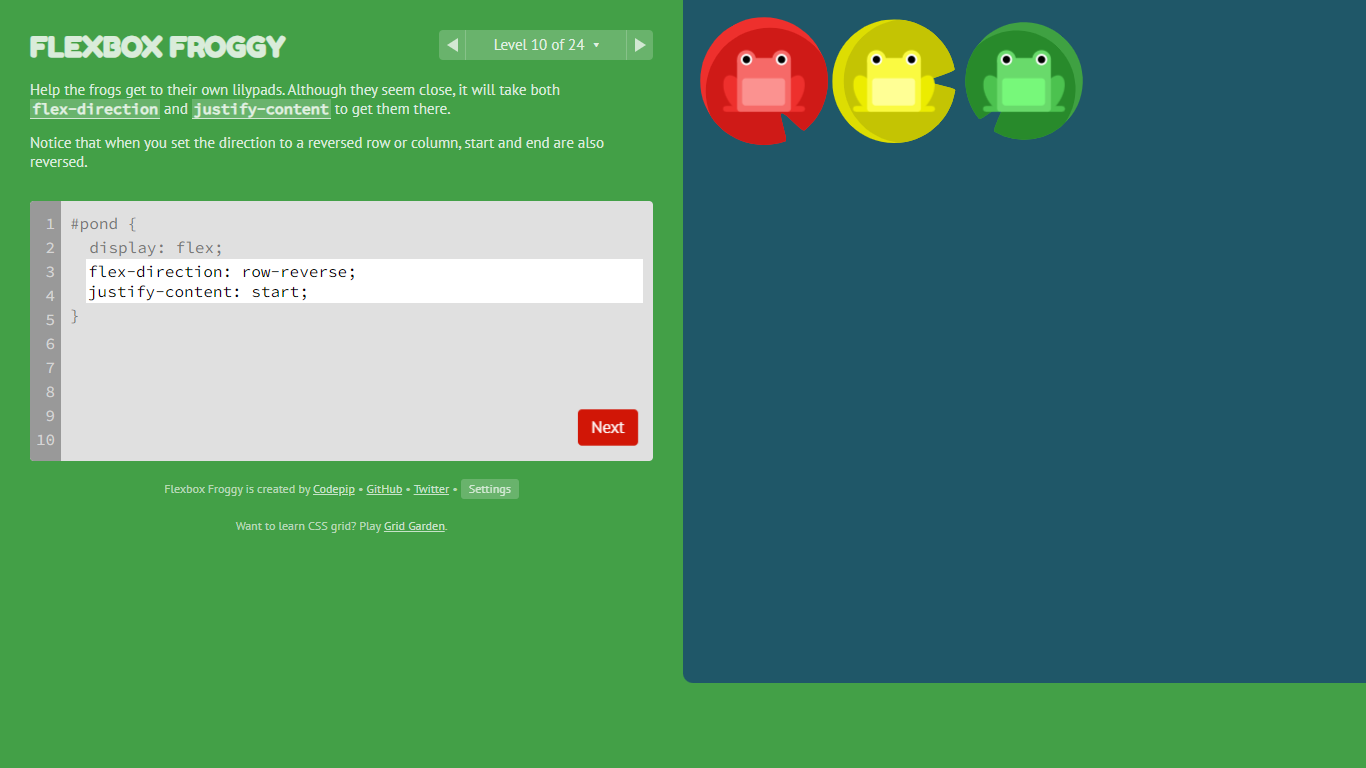 FLEXBOX FROGGY
Level 10 of 24
Help the frogs get to their own lilypads. Although they seem close, it will take both
flex-direction and justify-content to get them there.
Notice that when you set the direction to a reversed row or column, start and end are also
reversed.
1 #pond {
2 display: flex;
3 flex-direction: row-reverse;
4 justify-content: start;
5 }
6
7
8
9
10
Next
Flexbox Froggy is created by Codepip • GitHub • Twitter • Settings
Want to learn CSS grid? Play Grid Garden.